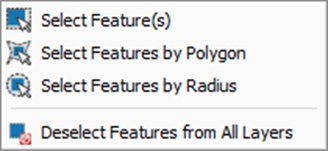 Select Feature(s)
Select Features by Polygon
Select Features by Radius
Deselect Features from All Layers